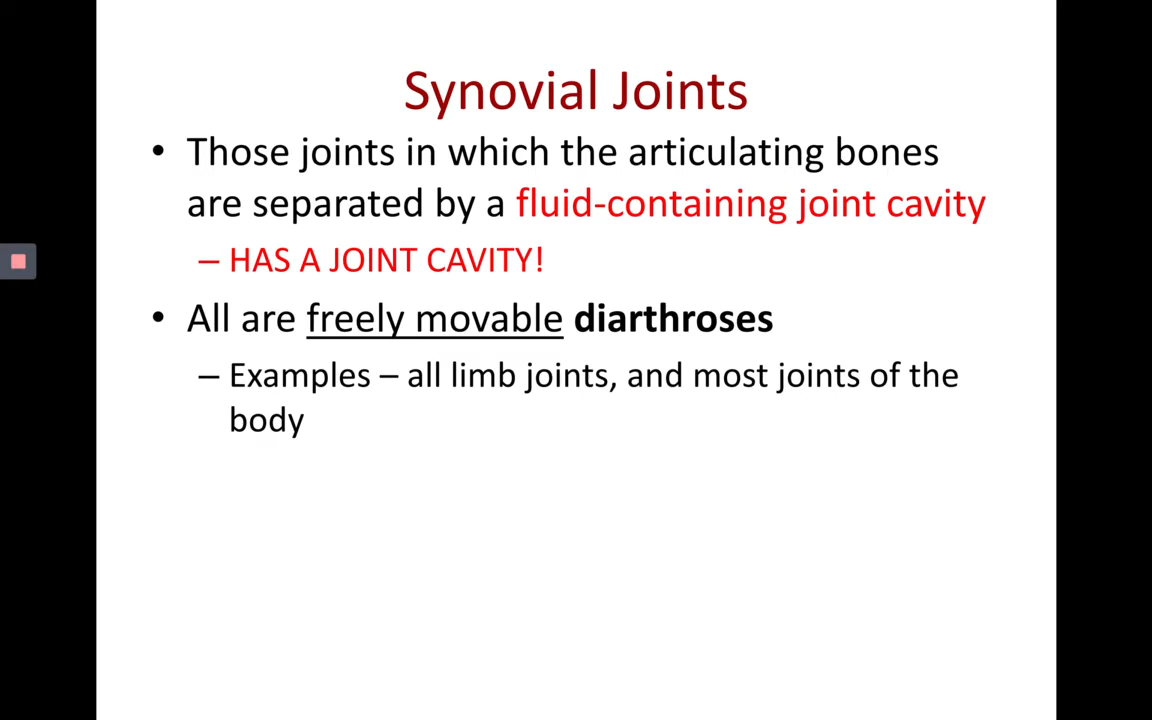 Synovial Joints
• Those joints in which the articulating bones
are separated by a fluid-containing joint cavity
– HAS A JOINT CAVITY!
• All are freely movable diarthroses
– Examples – all limb joints, and most joints of the
body